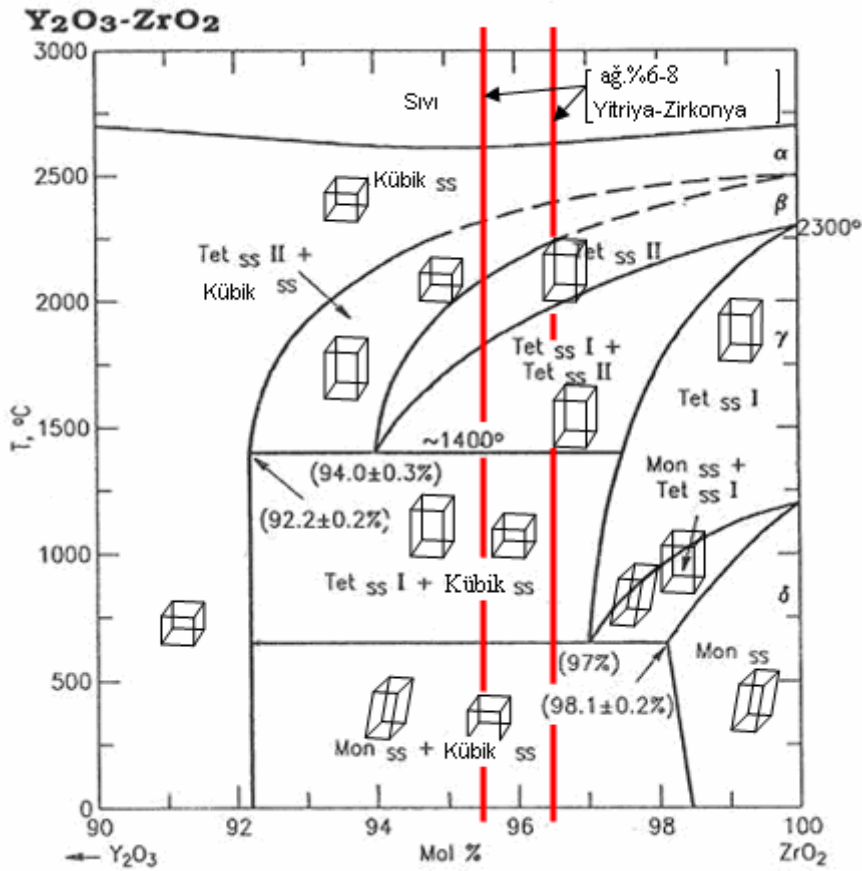 Y₂O₃-ZrO₂
3000
ağ.%6-8
Yitriya-Zirkonya
Sıvı
α
2500
Kübik ss
β
2300°
Tet ss II +
Kübik ss
Tet ss II
2000
γ
Tet ss I +
Tet ss II
Tet ss I
T, °C
1500
~1400°
(94.0±0.3%)
Mon ss +
Tet ss I
(92.2±0.2%)
1000
Tet ss I + Kübik ss
δ
(97%)
Mon ss
500
(98.1±0.2%)
Mon ss + Kübik ss
0
90 92 94 96 98 100
← Y₂O₃ Mol % ZrO₂